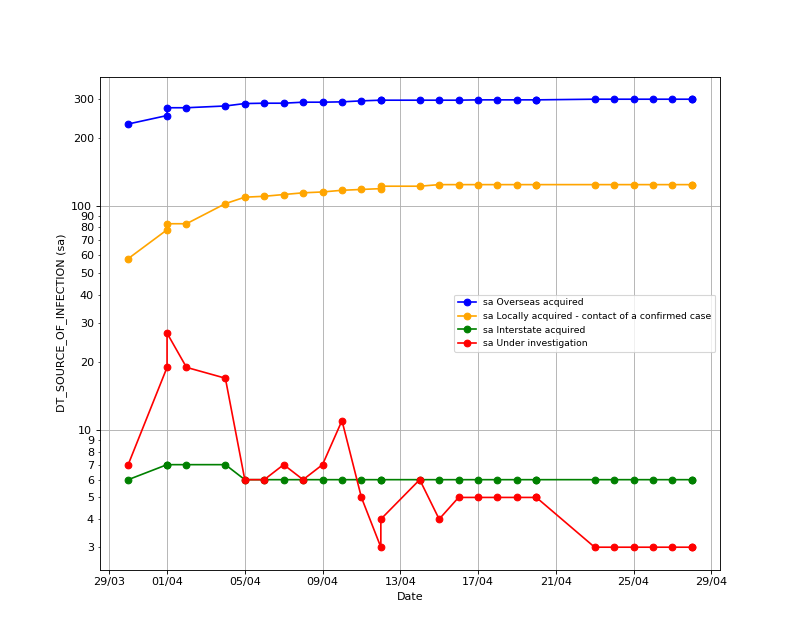 300
200
100
90
80
70
60
50
40
30
20
10
9
8
7
6
5
4
3
DT_SOURCE_OF_INFECTION (sa)
sa Overseas acquired
sa Locally acquired - contact of a confirmed case
sa Interstate acquired
sa Under investigation
29/03 01/04 05/04 09/04 13/04 17/04 21/04 25/04 29/04
Date